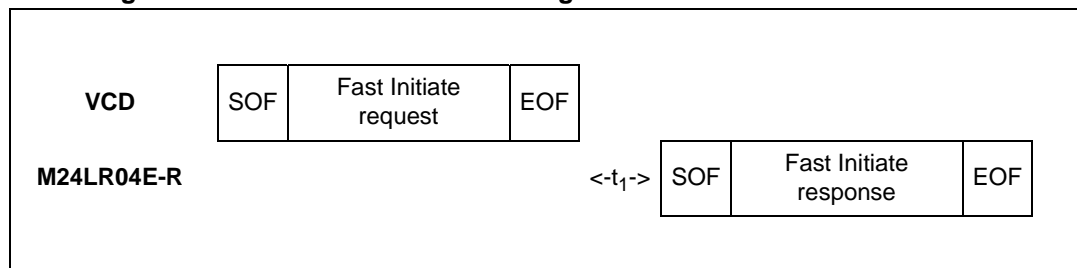 VCD SOF Fast Initiate request EOF
M24LR04E-R <-t1-> SOF Fast Initiate response EOF